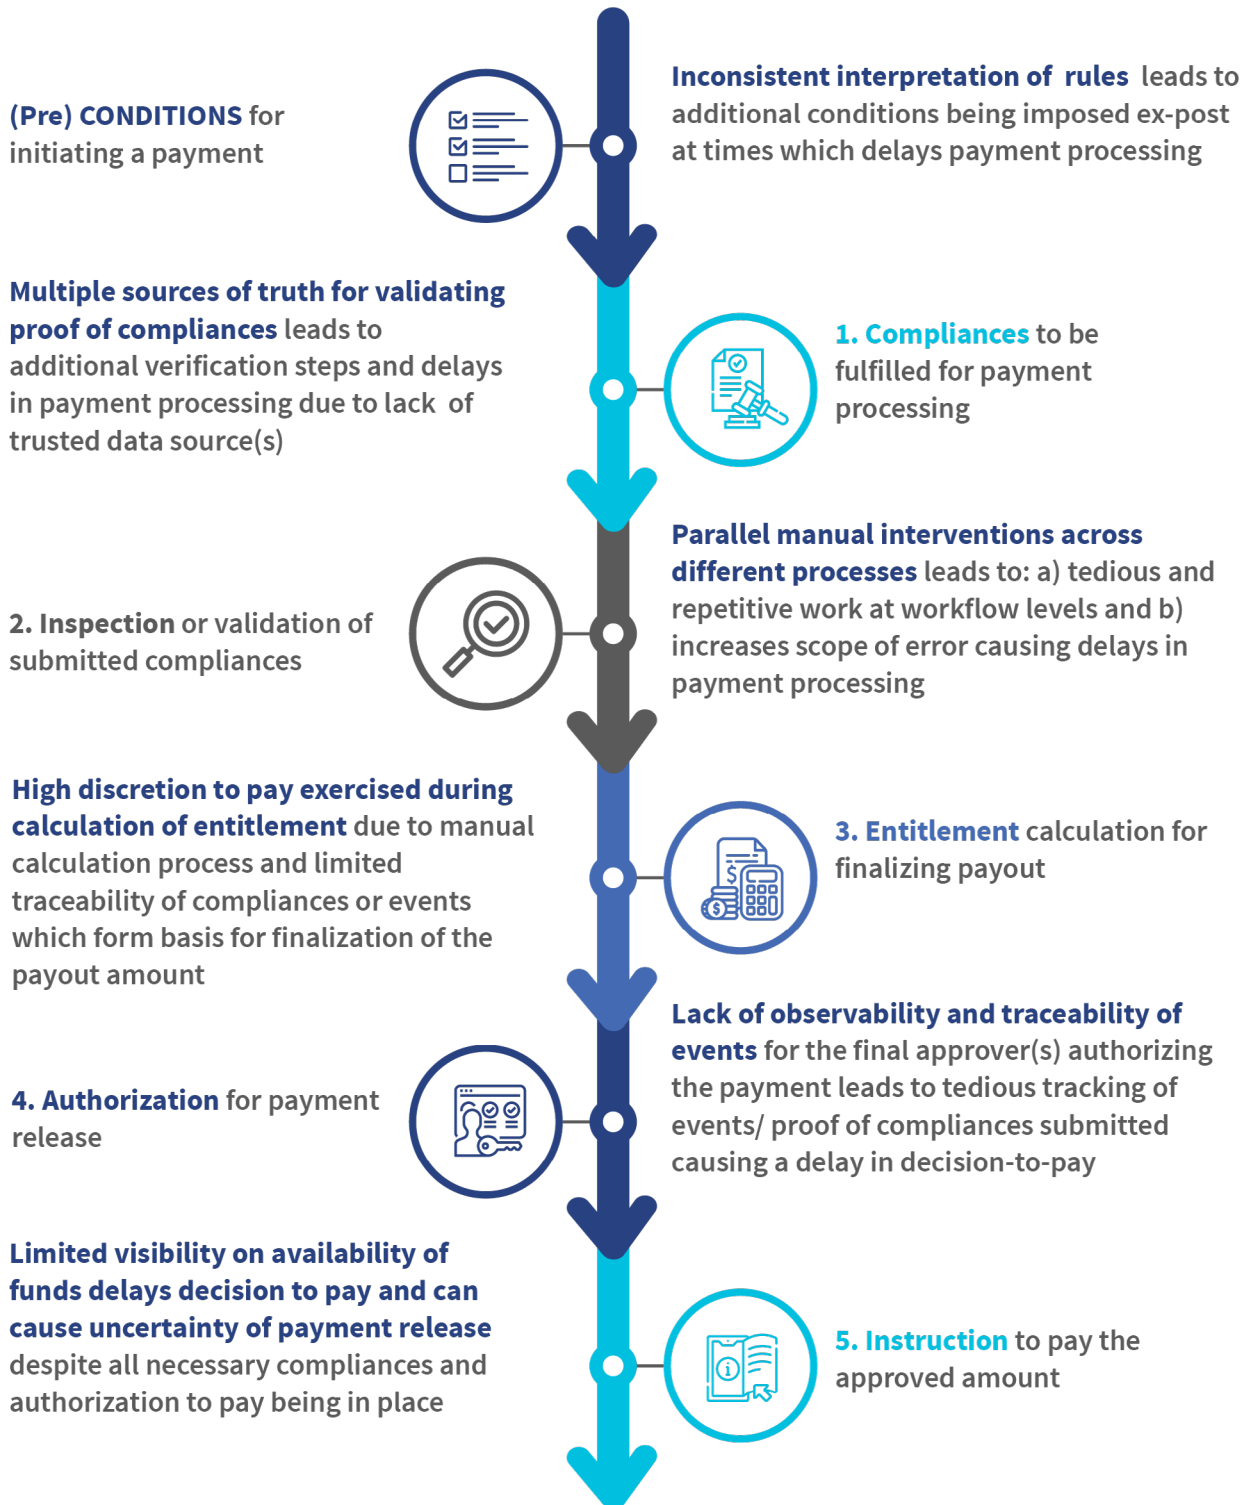 (Pre) CONDITIONS for
initiating a payment
Inconsistent interpretation of rules leads to
additional conditions being imposed ex-post
at times which delays payment processing
Multiple sources of truth for validating
proof of compliances leads to
additional verification steps and delays
in payment processing due to lack of
trusted data source(s)
1. Compliances to be
fulfilled for payment
processing
2. Inspection or validation of
submitted compliances
Parallel manual interventions across
different processes leads to: a) tedious and
repetitive work at workflow levels and b)
increases scope of error causing delays in
payment processing
High discretion to pay exercised during
calculation of entitlement due to manual
calculation process and limited
traceability of compliances or events
which form basis for finalization of the
payout amount
3. Entitlement calculation for
finalizing payout
4. Authorization for payment
release
Lack of observability and traceability of
events for the final approver(s) authorizing
the payment leads to tedious tracking of
events/ proof of compliances submitted
causing a delay in decision-to-pay
Limited visibility on availability of
funds delays decision to pay and can
cause uncertainty of payment release
despite all necessary compliances and
authorization to pay being in place
5. Instruction to pay the
approved amount